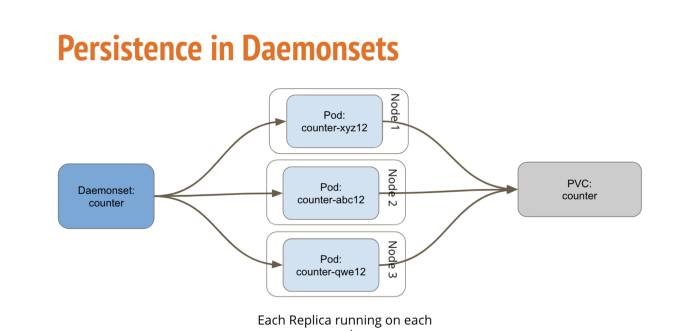 Persistence in Daemonsets
Node 1
Pod:
counter-xyz12
Daemonset:
counter
Node 2
Pod:
counter-abc12
PVC:
counter
Node 3
Pod:
counter-qwe12
Each Replica running on each